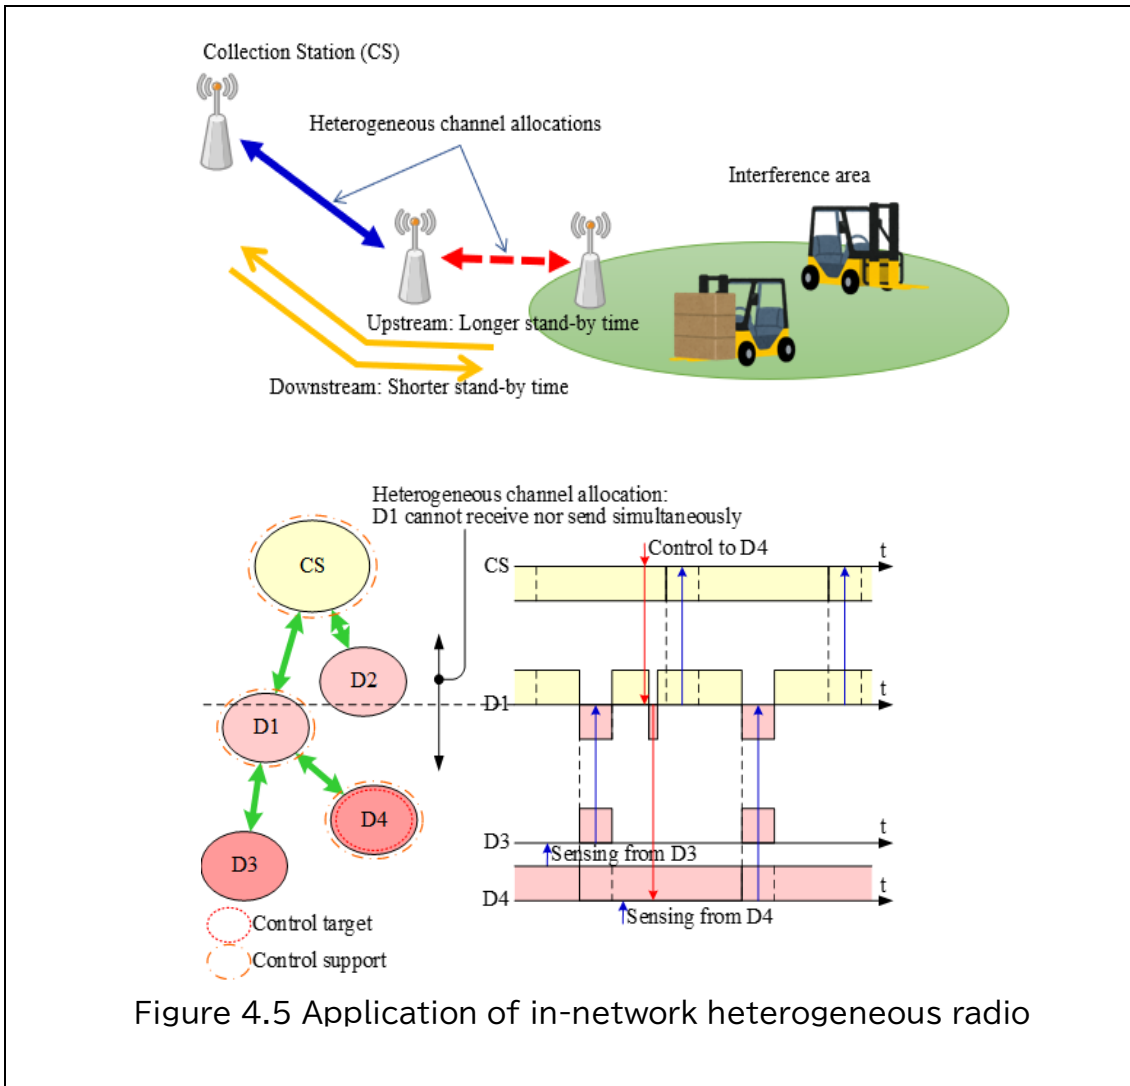 Collection Station (CS)
Heterogeneous channel allocations
Interference area
Upstream: Longer stand-by time
Downstream: Shorter stand-by time
Heterogeneous channel allocation:
D1 cannot receive nor send simultaneously
CS
D2
D1
D4
D3
Control target
Control support
CS
Control to D4
t
D1
t
D3
t
Sensing from D3
D4
t
Sensing from D4
Figure 4.5 Application of in-network heterogeneous radio